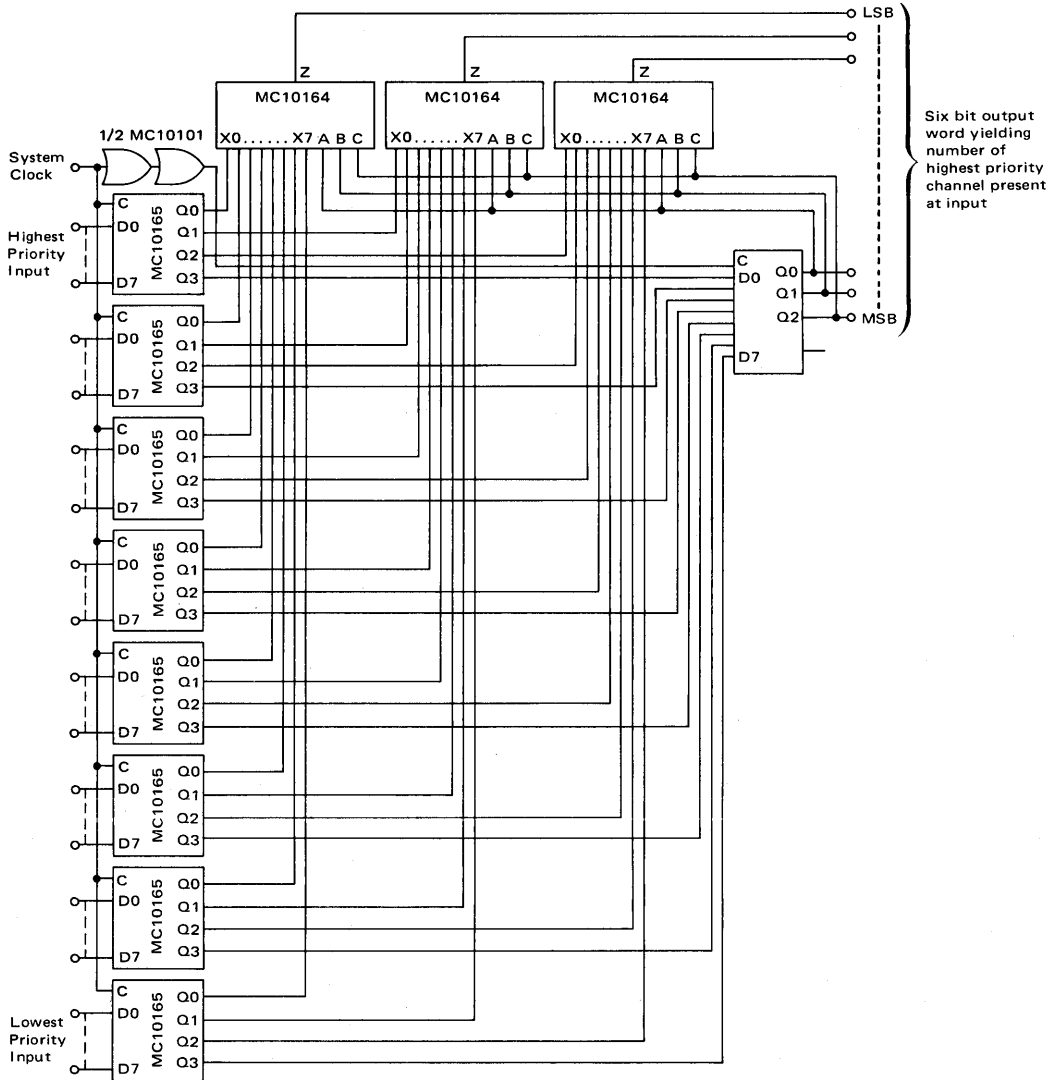 LSB
Z
Z
Z
MC10164
MC10164
MC10164
1/2 MC10101
X0......X7 A B C
X0......X7 A B C
X0......X7 A B C
Six bit output
word yielding
number of
highest priority
channel present
at input
System
Clock
C
D0
D7
MC10165
Q0
Q1
Q2
Q3
Highest
Priority
Input
C
D0
D7
Q0
Q1
Q2
MSB
C
D0
D7
MC10165
Q0
Q1
Q2
Q3
C
D0
D7
MC10165
Q0
Q1
Q2
Q3
C
D0
D7
MC10165
Q0
Q1
Q2
Q3
C
D0
D7
MC10165
Q0
Q1
Q2
Q3
C
D0
D7
MC10165
Q0
Q1
Q2
Q3
C
D0
D7
MC10165
Q0
Q1
Q2
Q3
C
D0
D7
MC10165
Q0
Q1
Q2
Q3
Lowest
Priority
Input